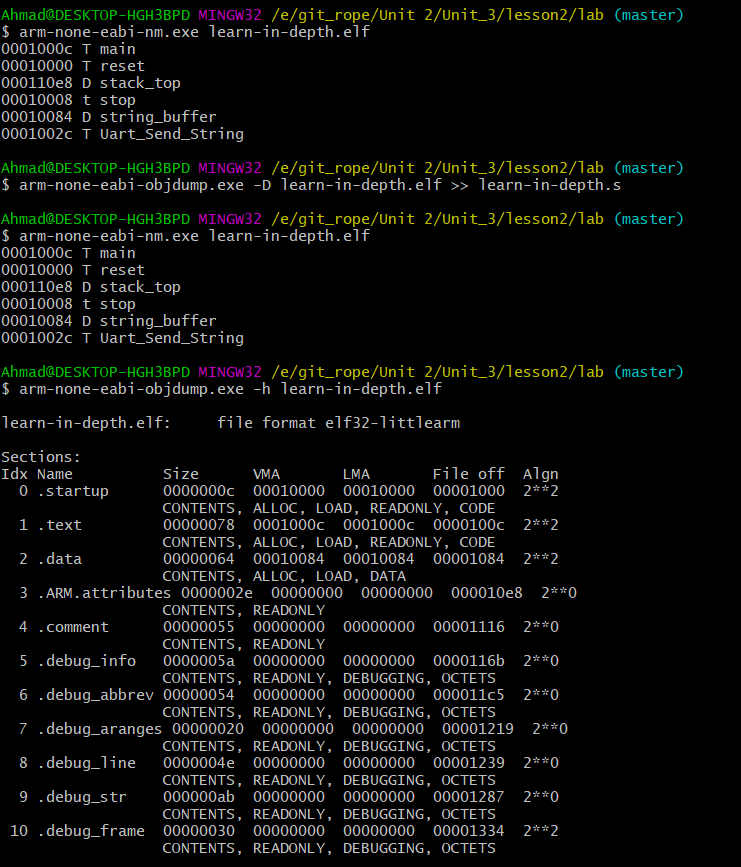 Ahmad@DESKTOP-HGH3BPD MINGW32 /e/git_rope/Unit 2/Unit_3/lesson2/lab (master)
$ arm-none-eabi-nm.exe learn-in-depth.elf
0001000c T main
00010000 T reset
000110e8 D stack_top
00010008 t stop
00010084 D string_buffer
0001002c T Uart_Send_String
Ahmad@DESKTOP-HGH3BPD MINGW32 /e/git_rope/Unit 2/Unit_3/lesson2/lab (master)
$ arm-none-eabi-objdump.exe -D learn-in-depth.elf >> learn-in-depth.s
Ahmad@DESKTOP-HGH3BPD MINGW32 /e/git_rope/Unit 2/Unit_3/lesson2/lab (master)
$ arm-none-eabi-nm.exe learn-in-depth.elf
0001000c T main
00010000 T reset
000110e8 D stack_top
00010008 t stop
00010084 D string_buffer
0001002c T Uart_Send_String
Ahmad@DESKTOP-HGH3BPD MINGW32 /e/git_rope/Unit 2/Unit_3/lesson2/lab (master)
$ arm-none-eabi-objdump.exe -h learn-in-depth.elf
learn-in-depth.elf:     file format elf32-littlearm
Sections:
Idx Name          Size      VMA       LMA       File off  Algn
  0 .startup      0000000c  00010000  00010000  00001000  2**2
                  CONTENTS, ALLOC, LOAD, READONLY, CODE
  1 .text         00000078  0001000c  0001000c  0000100c  2**2
                  CONTENTS, ALLOC, LOAD, READONLY, CODE
  2 .data         00000064  00010084  00010084  00001084  2**2
                  CONTENTS, ALLOC, LOAD, DATA
  3 .ARM.attributes 0000002e  00000000  00000000  000010e8  2**0
                  CONTENTS, READONLY
  4 .comment      00000055  00000000  00000000  00001116  2**0
                  CONTENTS, READONLY
  5 .debug_info   0000005a  00000000  00000000  0000116b  2**0
                  CONTENTS, READONLY, DEBUGGING, OCTETS
  6 .debug_abbrev 00000054  00000000  00000000  000011c5  2**0
                  CONTENTS, READONLY, DEBUGGING, OCTETS
  7 .debug_aranges 00000020  00000000  00000000  00001219  2**0
                  CONTENTS, READONLY, DEBUGGING, OCTETS
  8 .debug_line   0000004e  00000000  00000000  00001239  2**0
                  CONTENTS, READONLY, DEBUGGING, OCTETS
  9 .debug_str    000000ab  00000000  00000000  00001287  2**0
                  CONTENTS, READONLY, DEBUGGING, OCTETS
 10 .debug_frame  00000030  00000000  00000000  00001334  2**2
                  CONTENTS, READONLY, DEBUGGING, OCTETS